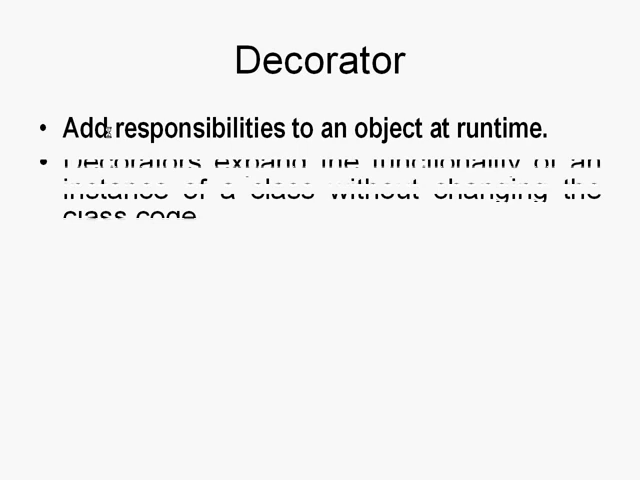 Decorator
• Add responsibilities to an object at runtime.
• Decorators expand the functionality of an
instance of a class without changing the
class code.